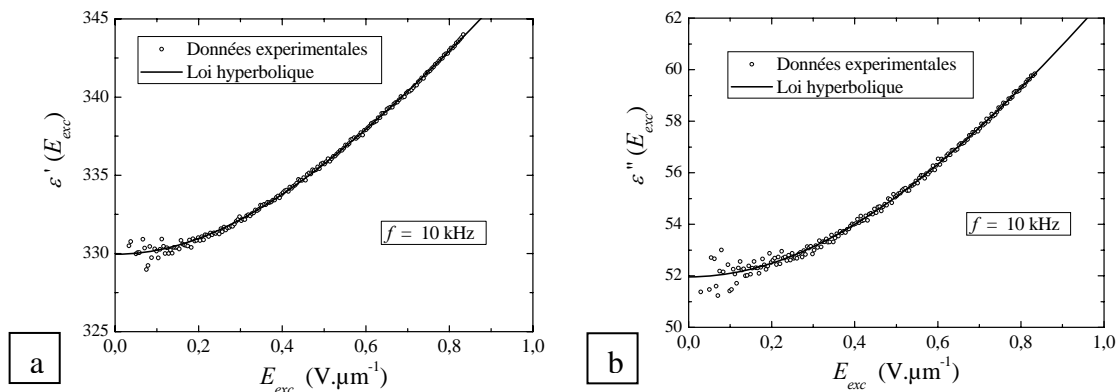 345
340
335
330
325
ε' (E_exc)
Données experimentales
Loi hyperbolique
f = 10 kHz
0,0 0,2 0,4 0,6 0,8 1,0
E_exc (V.µm⁻¹)
a
62
60
58
56
54
52
50
ε" (E_exc)
Données experimentales
Loi hyperbolique
f = 10 kHz
0,0 0,2 0,4 0,6 0,8 1,0
E_exc (V.µm⁻¹)
b